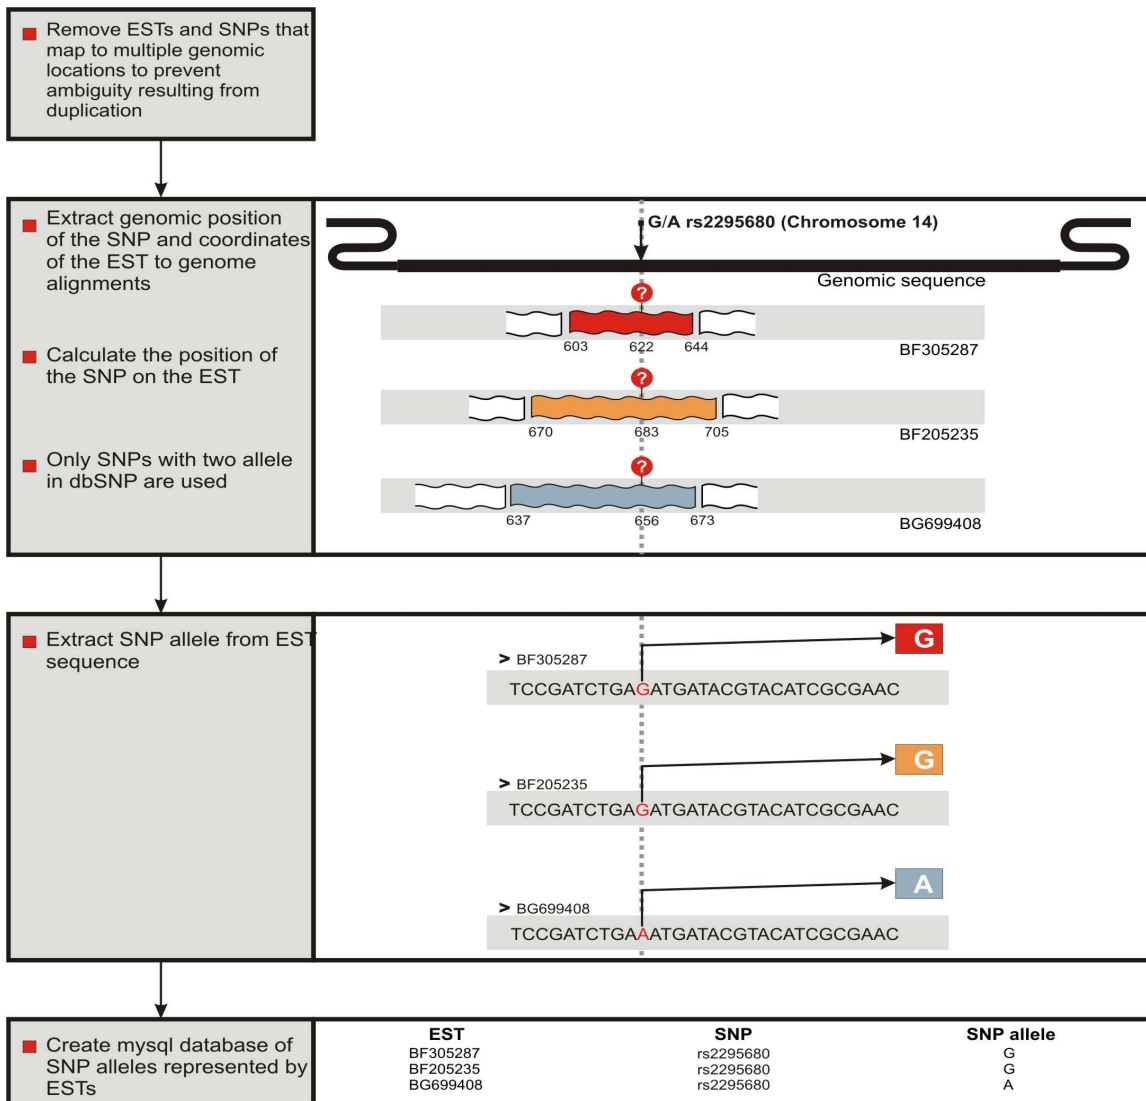 Remove ESTs and SNPs that
map to multiple genomic
locations to prevent
ambiguity resulting from
duplication
Extract genomic position
of the SNP and coordinates
of the EST to genome
alignments
Calculate the position of
the SNP on the EST
Only SNPs with two allele
in dbSNP are used
G/A rs2295680 (Chromosome 14)
Genomic sequence
?
603 622 644
BF305287
?
670 683 705
BF205235
?
637 656 673
BG699408
Extract SNP allele from EST
sequence
G
> BF305287
TCCGATCTGAGATGATACGTACATCGCGAAC
G
> BF205235
TCCGATCTGAGATGATACGTACATCGCGAAC
A
> BG699408
TCCGATCTGAAATGATACGTACATCGCGAAC
Create mysql database of
SNP alleles represented by
ESTs
EST SNP SNP allele
BF305287 rs2295680 G
BF205235 rs2295680 G
BG699408 rs2295680 A